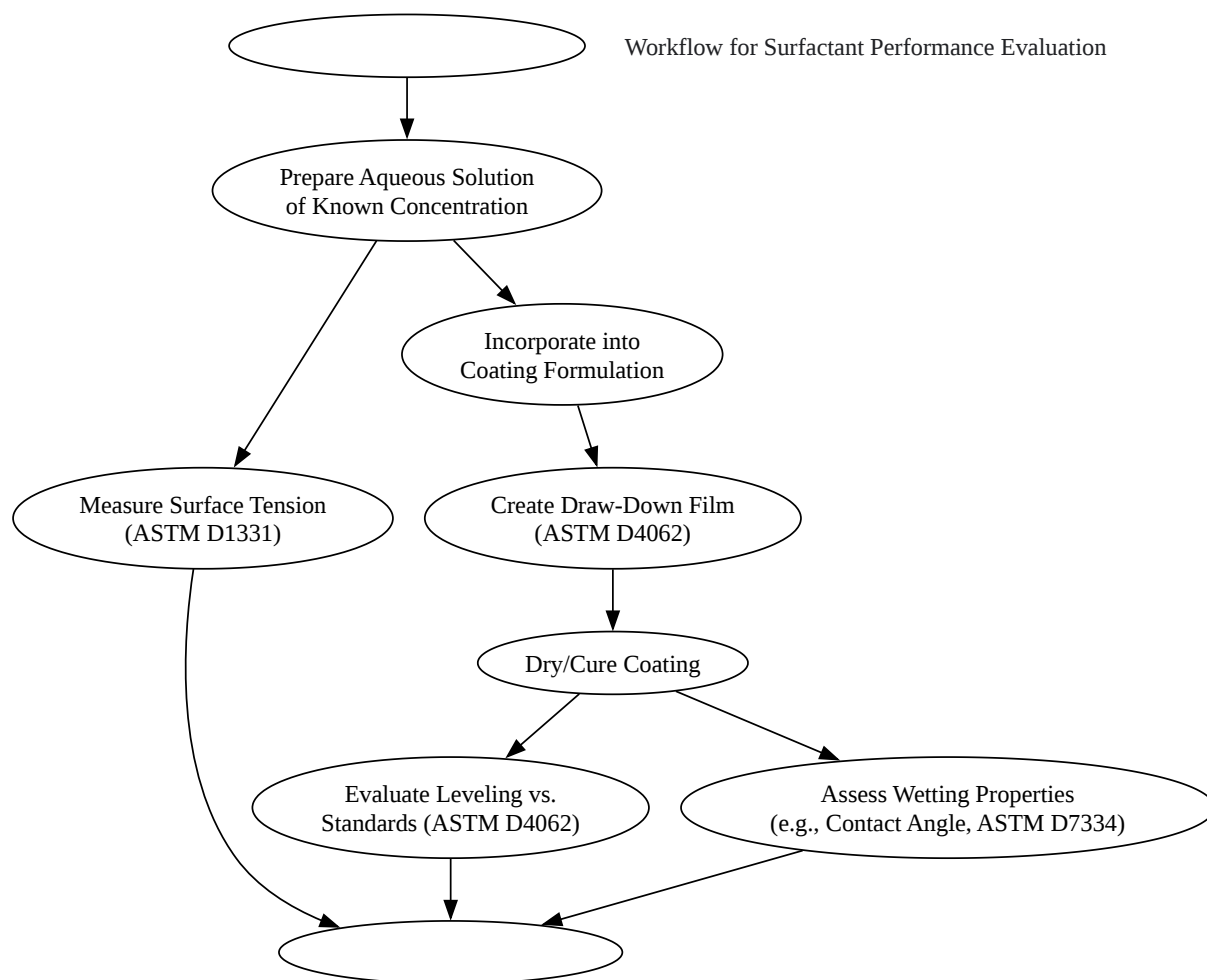 Workflow for Surfactant Performance Evaluation
Prepare Aqueous Solution
of Known Concentration
Incorporate into
Coating Formulation
Measure Surface Tension
(ASTM D1331)
Create Draw-Down Film
(ASTM D4062)
Dry/Cure Coating
Evaluate Leveling vs.
Standards (ASTM D4062)
Assess Wetting Properties
(e.g., Contact Angle, ASTM D7334)